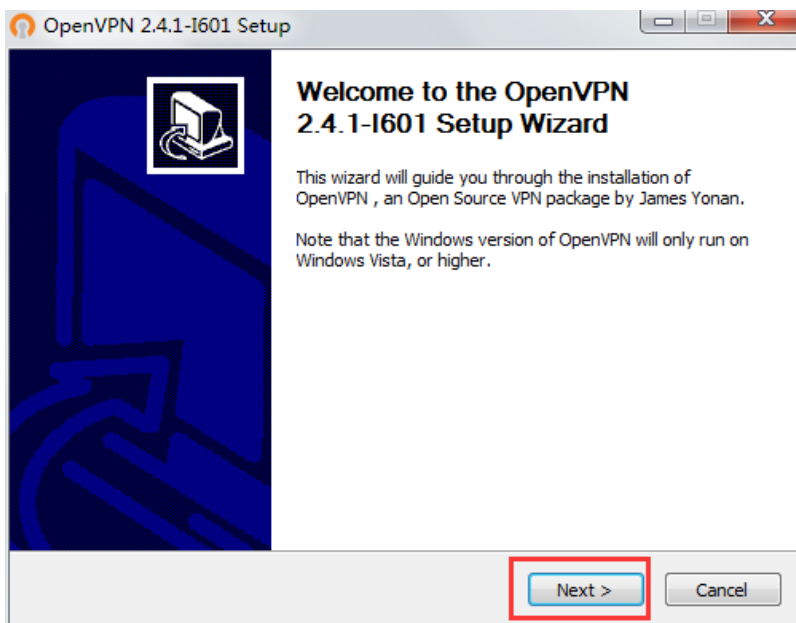 OpenVPN 2.4.1-I601 Setup
Welcome to the OpenVPN
2.4.1-I601 Setup Wizard
This wizard will guide you through the installation of
OpenVPN , an Open Source VPN package by James Yonan.
Note that the Windows version of OpenVPN will only run on
Windows Vista, or higher.
Next >
Cancel